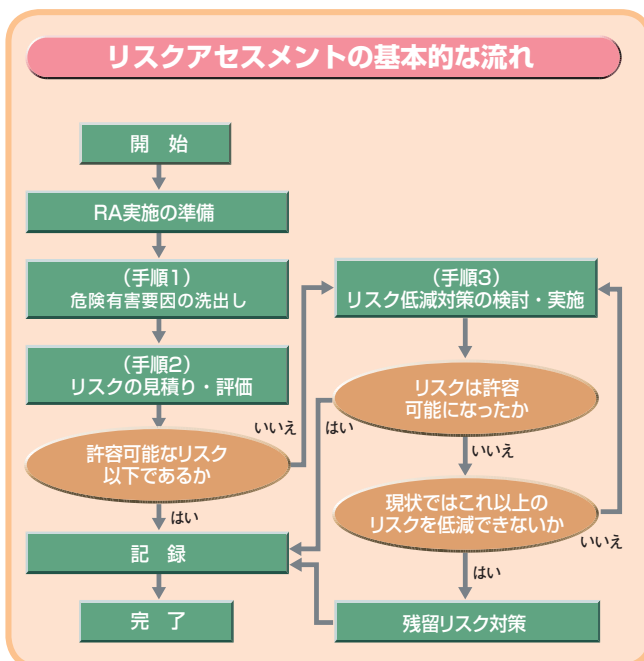 リスクアセスメントの基本的な流れ
開　始
RA実施の準備
（手順1）
危険有害要因の洗出し
（手順2）
リスクの見積り・評価
許容可能なリスク
以下であるか
いいえ
はい
記　録
完　了
（手順3）
リスク低減対策の検討・実施
リスクは許容
可能になったか
はい
いいえ
現状ではこれ以上の
リスクを低減できないか
いいえ
はい
残留リスク対策